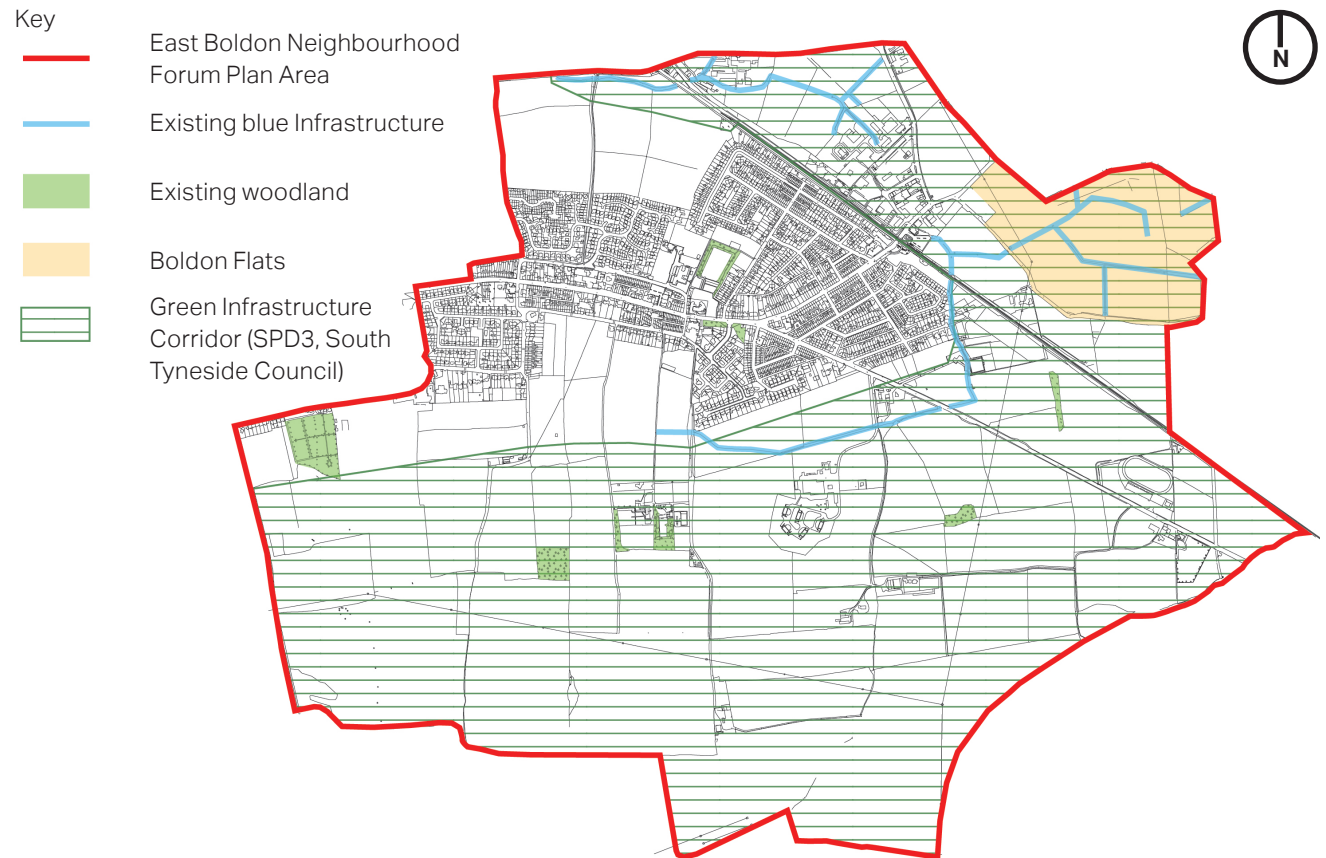 Key
East Boldon Neighbourhood
Forum Plan Area
Existing blue Infrastructure
Existing woodland
Boldon Flats
Green Infrastructure
Corridor (SPD3, South
Tyneside Council)
N